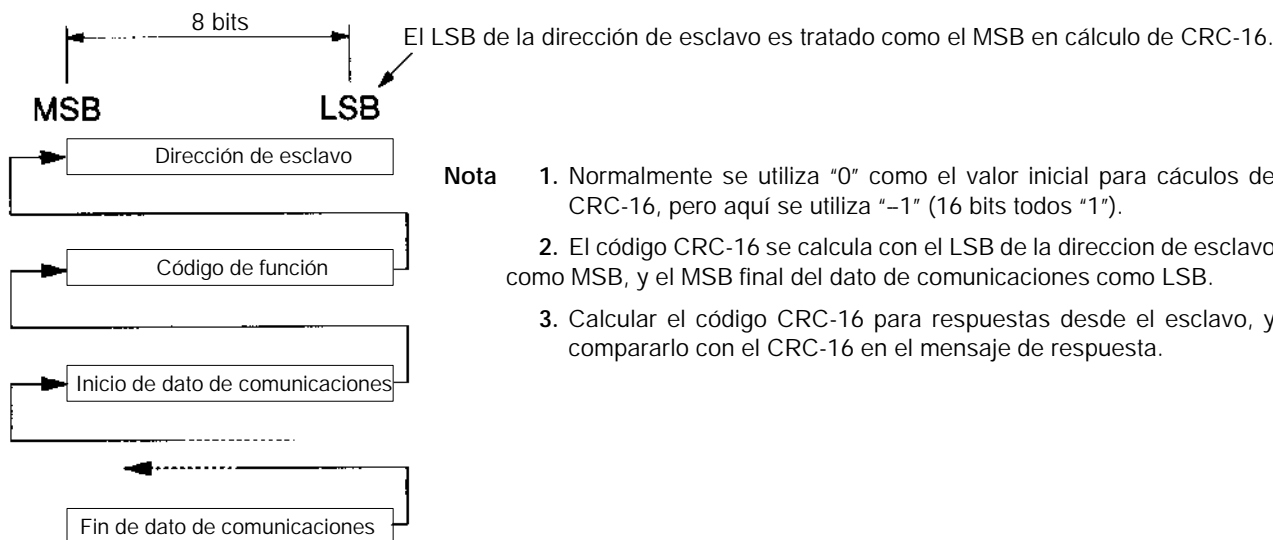 8 bits
El LSB de la dirección de esclavo es tratado como el MSB en cálculo de CRC-16.
MSB
LSB
Dirección de esclavo
Código de función
Inicio de dato de comunicaciones
Fin de dato de comunicaciones
Nota 1. Normalmente se utiliza “0” como el valor inicial para cáculos de
CRC-16, pero aquí se utiliza “–1” (16 bits todos “1”).
2. El código CRC-16 se calcula con el LSB de la direccion de esclavo
como MSB, y el MSB final del dato de comunicaciones como LSB.
3. Calcular el código CRC-16 para respuestas desde el esclavo, y
compararlo con el CRC-16 en el mensaje de respuesta.